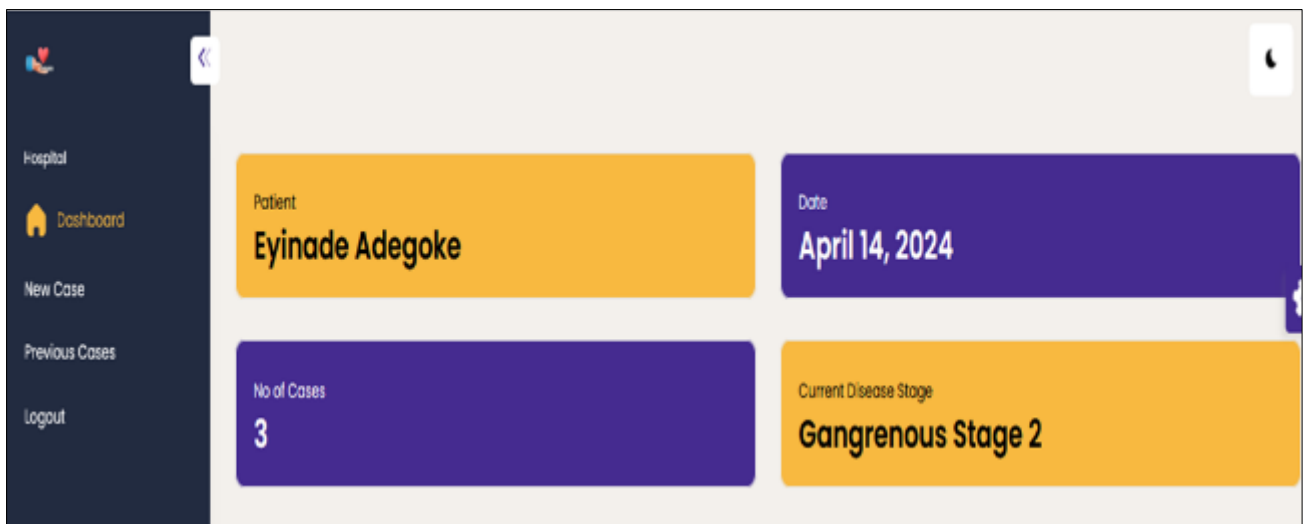 Hospital
Dashboard
New Case
Previous Cases
Logout
Patient
Eyinade Adegoke
Date
April 14, 2024
No of Cases
3
Current Disease Stage
Gangrenous Stage 2